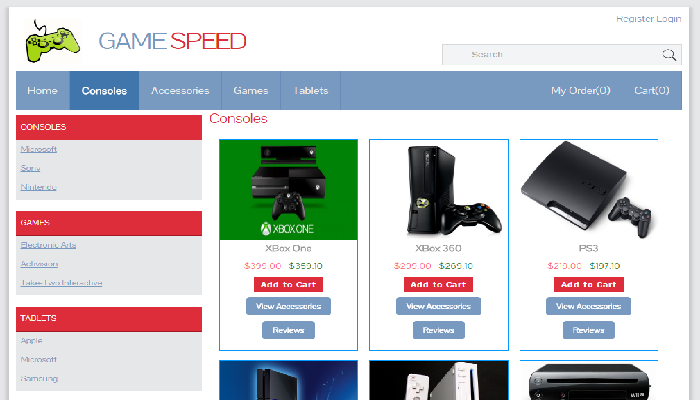 Register Login
GAME SPEED
Search
Home Consoles Accessories Games Tablets My Order(0) Cart(0)
CONSOLES
Microsoft
Sony
Nintendo
GAMES
Electronic Arts
Activision
Take-Two Interactive
TABLETS
Apple
Microsoft
Samsung
Consoles
XBOX ONE
XBox One
$399.00 $359.10
Add to Cart
View Accessories
Reviews
XBox 360
$299.00 $269.10
Add to Cart
View Accessories
Reviews
PS3
$219.00 $197.10
Add to Cart
View Accessories
Reviews